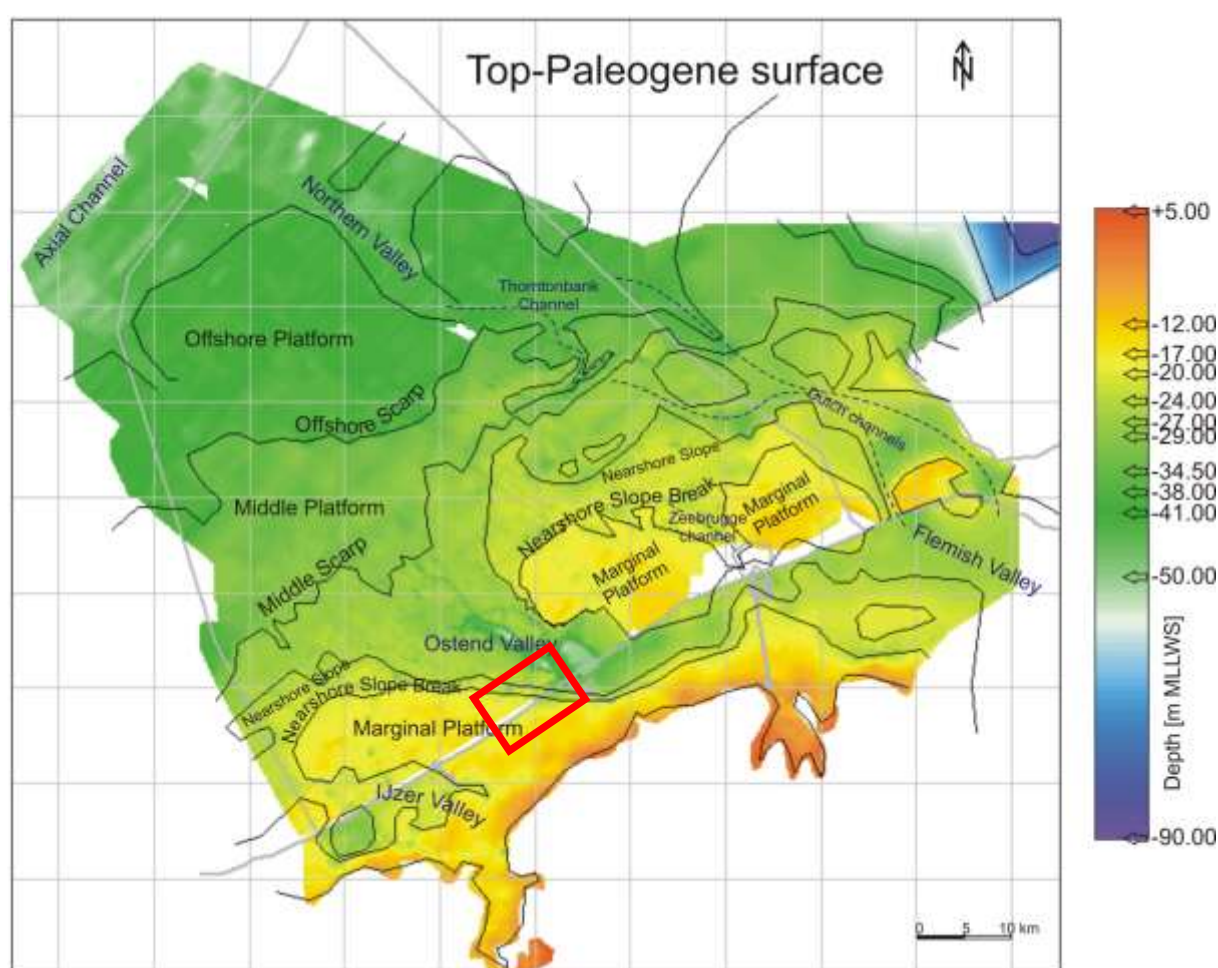 Top-Paleogene surface
N
Axial Channel
Northern Valley
Thorntonbank
Channel
Offshore Platform
Offshore Scarp
Dutch channels
Nearshore Slope
Middle Platform
Nearshore Slope Break
Marginal
Platform
Zeebrugge
channel
Flemish Valley
Middle Scarp
Marginal
Platform
Ostend Valley
Nearshore Slope
Nearshore Slope Break
Marginal Platform
IJzer Valley
0 5 10 km
+5.00
-12.00
-17.00
-20.00
-24.00
-27.00
-29.00
-34.50
-38.00
-41.00
-50.00
-90.00
Depth [m MLLWS]